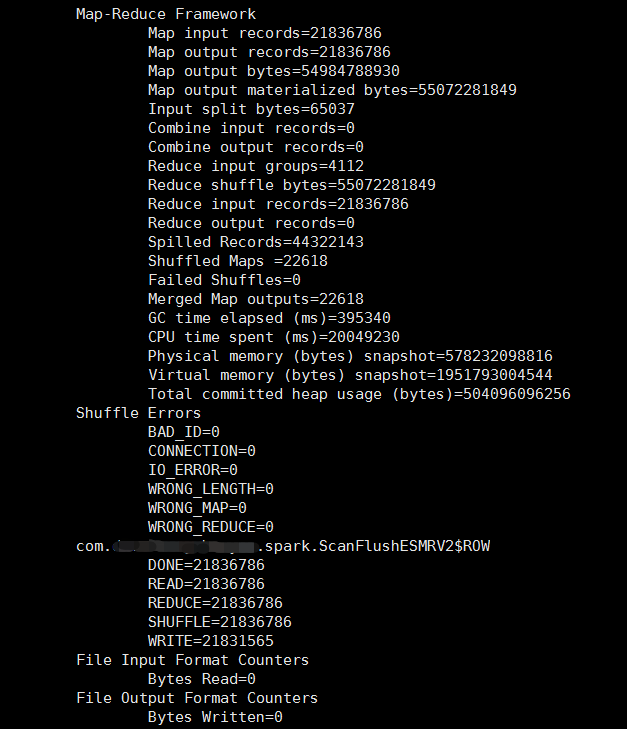 Map-Reduce Framework
Map input records=21836786
Map output records=21836786
Map output bytes=54984788930
Map output materialized bytes=55072281849
Input split bytes=65037
Combine input records=0
Combine output records=0
Reduce input groups=4112
Reduce shuffle bytes=55072281849
Reduce input records=21836786
Reduce output records=0
Spilled Records=44322143
Shuffled Maps =22618
Failed Shuffles=0
Merged Map outputs=22618
GC time elapsed (ms)=395340
CPU time spent (ms)=20049230
Physical memory (bytes) snapshot=578232098816
Virtual memory (bytes) snapshot=1951793004544
Total committed heap usage (bytes)=504096096256
Shuffle Errors
BAD_ID=0
CONNECTION=0
IO_ERROR=0
WRONG_LENGTH=0
WRONG_MAP=0
WRONG_REDUCE=0
com. .spark.ScanFlushESMRV2$ROW
DONE=21836786
READ=21836786
REDUCE=21836786
SHUFFLE=21836786
WRITE=21831565
File Input Format Counters
Bytes Read=0
File Output Format Counters
Bytes Written=0